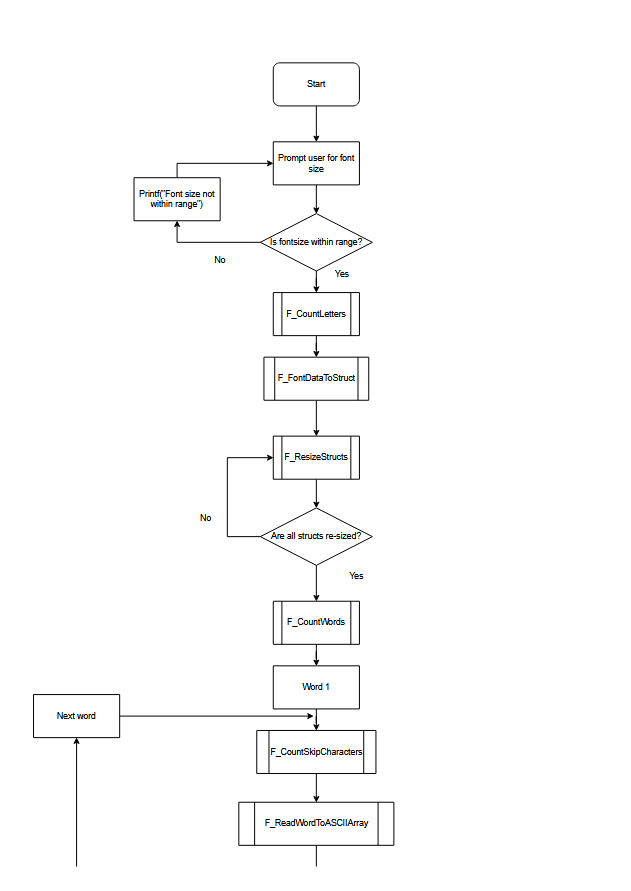 Start
Prompt user for font
size
Printf("Font size not
within range")
Is fontsize within range?
No
Yes
F_CountLetters
F_FontDataToStruct
F_ResizeStructs
No
Are all structs re-sized?
Yes
F_CountWords
Word 1
Next word
F_CountSkipCharacters
F_ReadWordToASCIIArray